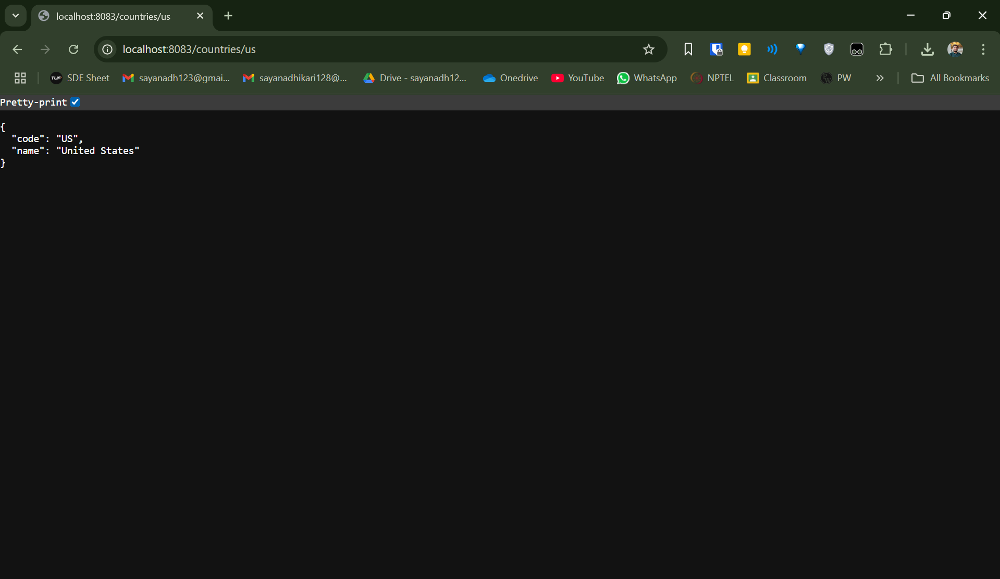 localhost:8083/countries/us
localhost:8083/countries/us
TUF SDE Sheet sayanadh123@gmai... sayanadhikari128@... Drive - sayanadh12... Onedrive YouTube WhatsApp NPTEL Classroom PW All Bookmarks
Pretty-print
{
"code": "US",
"name": "United States"
}